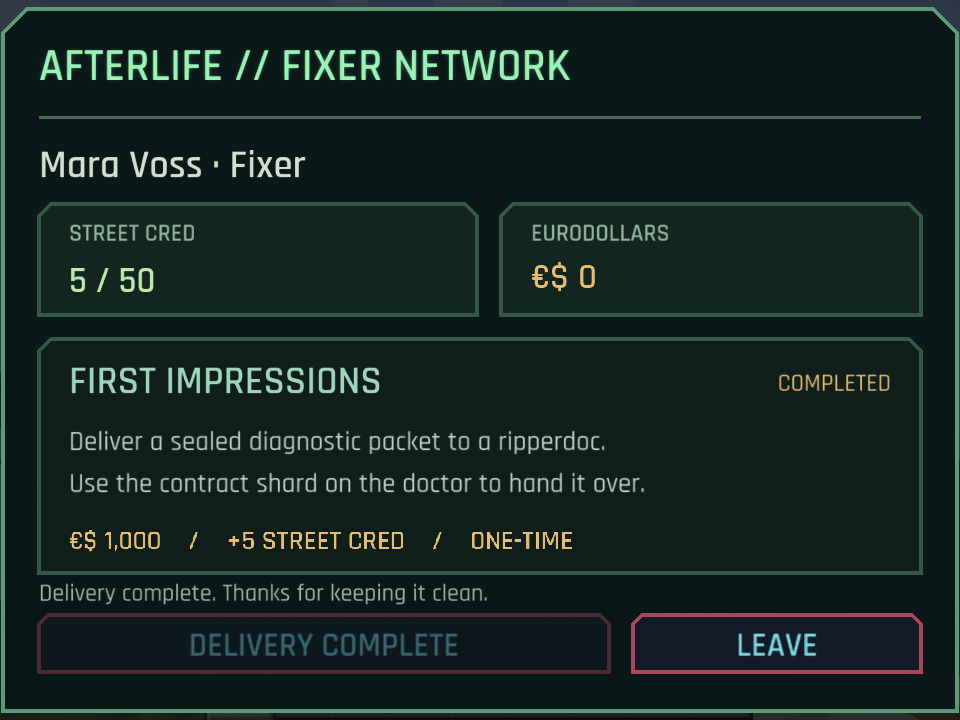 AFTERLIFE // FIXER NETWORK
Mara Voss · Fixer
STREET CRED
5 / 50
EURODOLLARS
€$ 0
FIRST IMPRESSIONS
COMPLETED
Deliver a sealed diagnostic packet to a ripperdoc.
Use the contract shard on the doctor to hand it over.
€$ 1,000 / +5 STREET CRED / ONE-TIME
Delivery complete. Thanks for keeping it clean.
DELIVERY COMPLETE
LEAVE